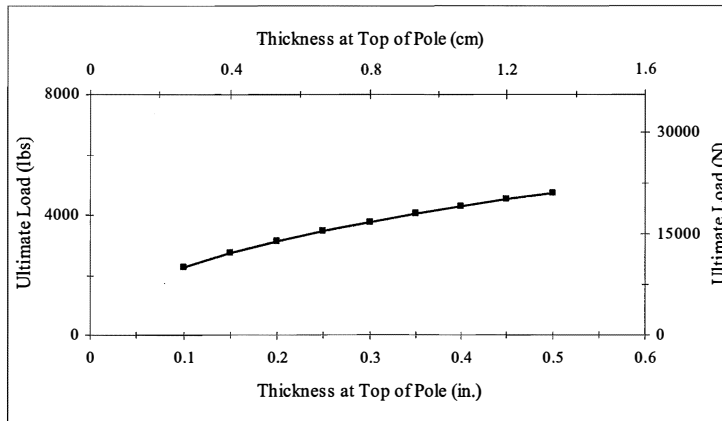 Thickness at Top of Pole (cm)
0 0.4 0.8 1.2 1.6
8000
4000
0
Ultimate Load (lbs)
30000
15000
0
Ultimate Load (N)
0 0.1 0.2 0.3 0.4 0.5 0.6
Thickness at Top of Pole (in.)